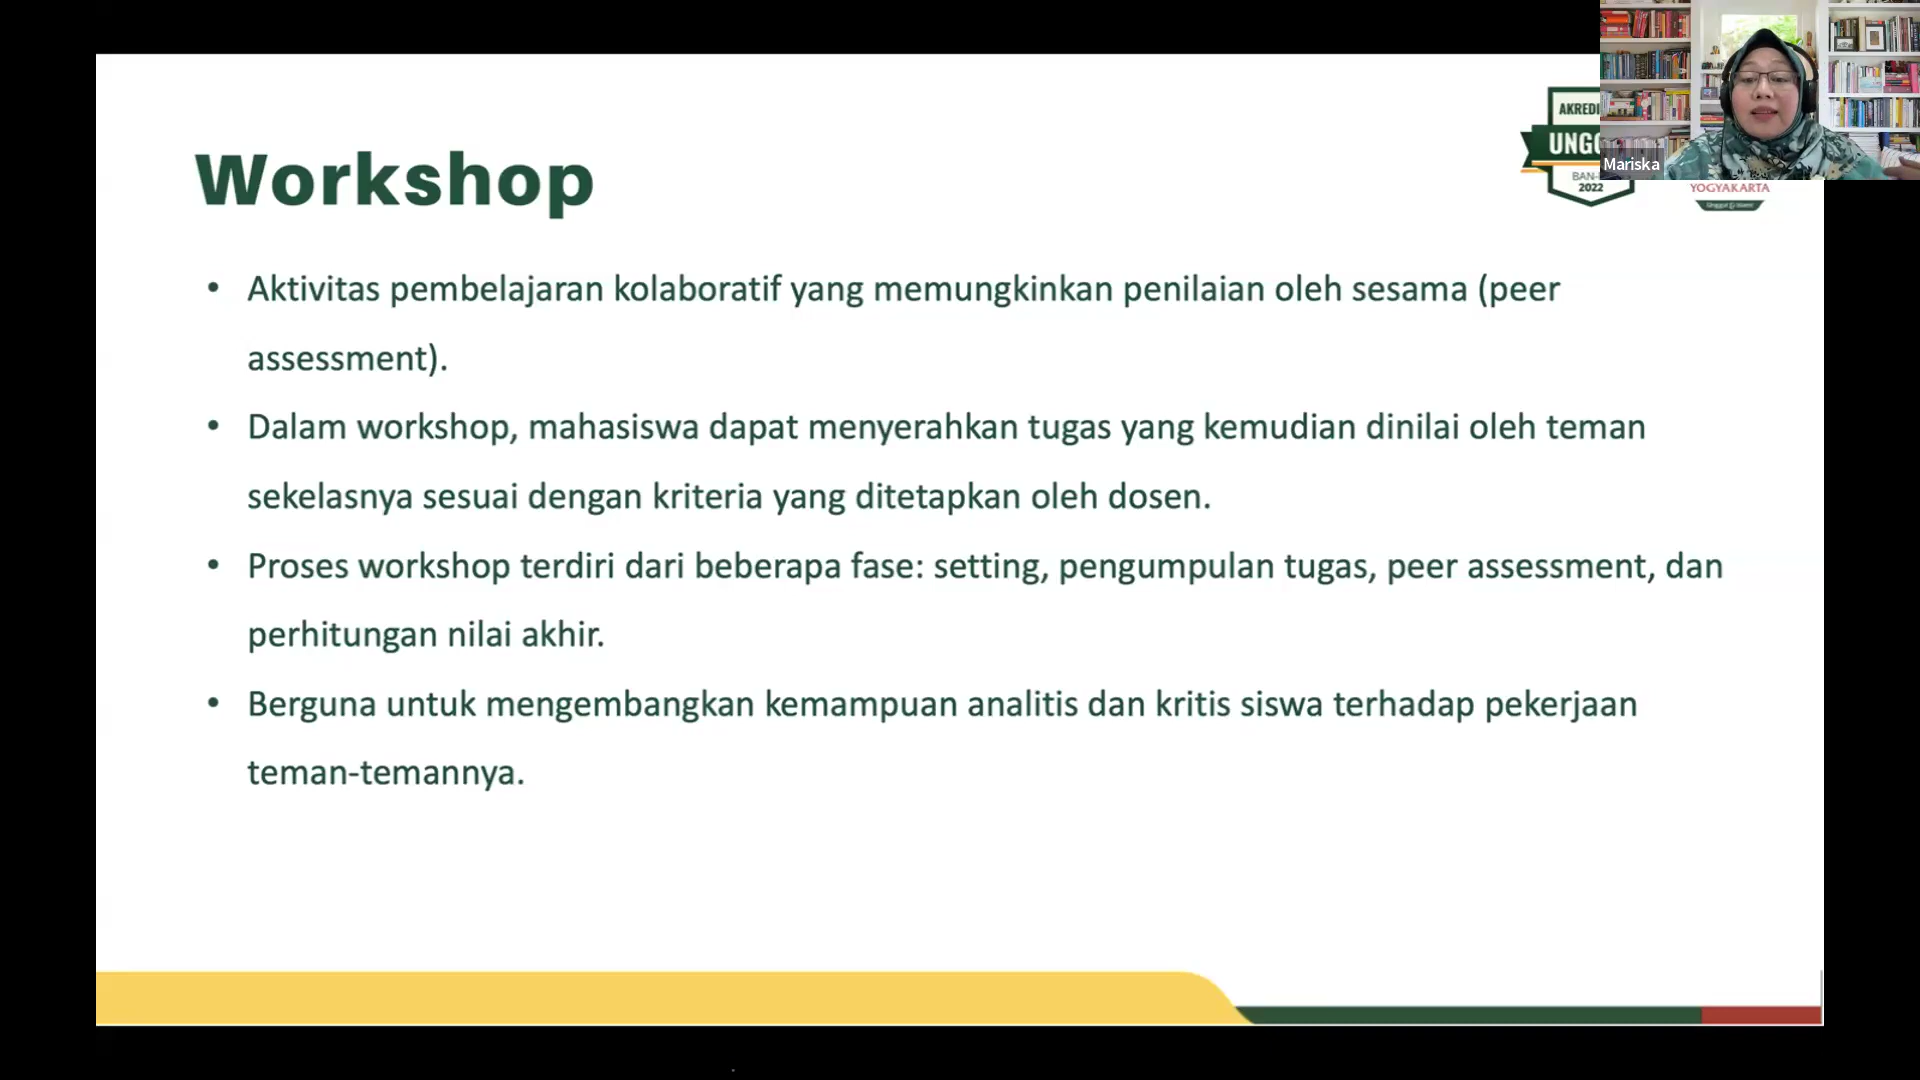 Workshop
AKREDI
UNGG
BAN-
2022
Mariska
YOGYAKARTA
• Aktivitas pembelajaran kolaboratif yang memungkinkan penilaian oleh sesama (peer
assessment).
• Dalam workshop, mahasiswa dapat menyerahkan tugas yang kemudian dinilai oleh teman
sekelasnya sesuai dengan kriteria yang ditetapkan oleh dosen.
• Proses workshop terdiri dari beberapa fase: setting, pengumpulan tugas, peer assessment, dan
perhitungan nilai akhir.
• Berguna untuk mengembangkan kemampuan analitis dan kritis siswa terhadap pekerjaan
teman-temannya.